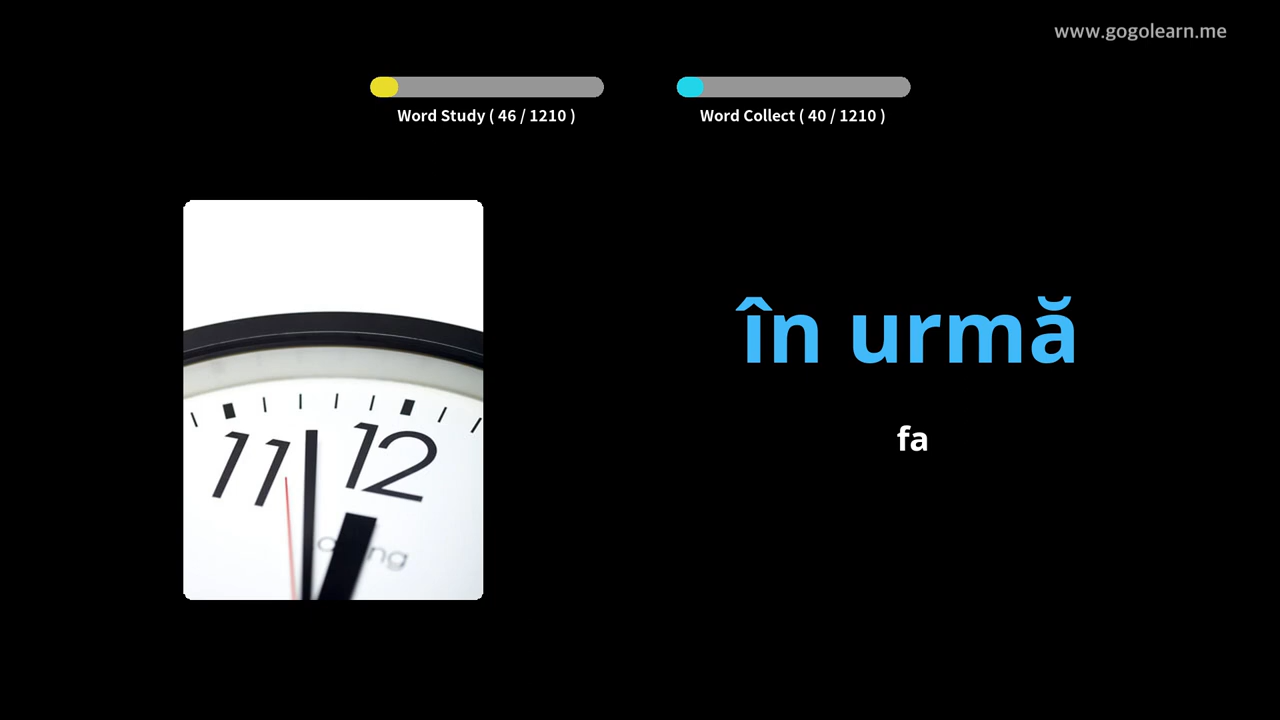 www.gogolearn.me
Word Study ( 46 / 1210 )
Word Collect ( 40 / 1210 )
în urmă
fa
11
12